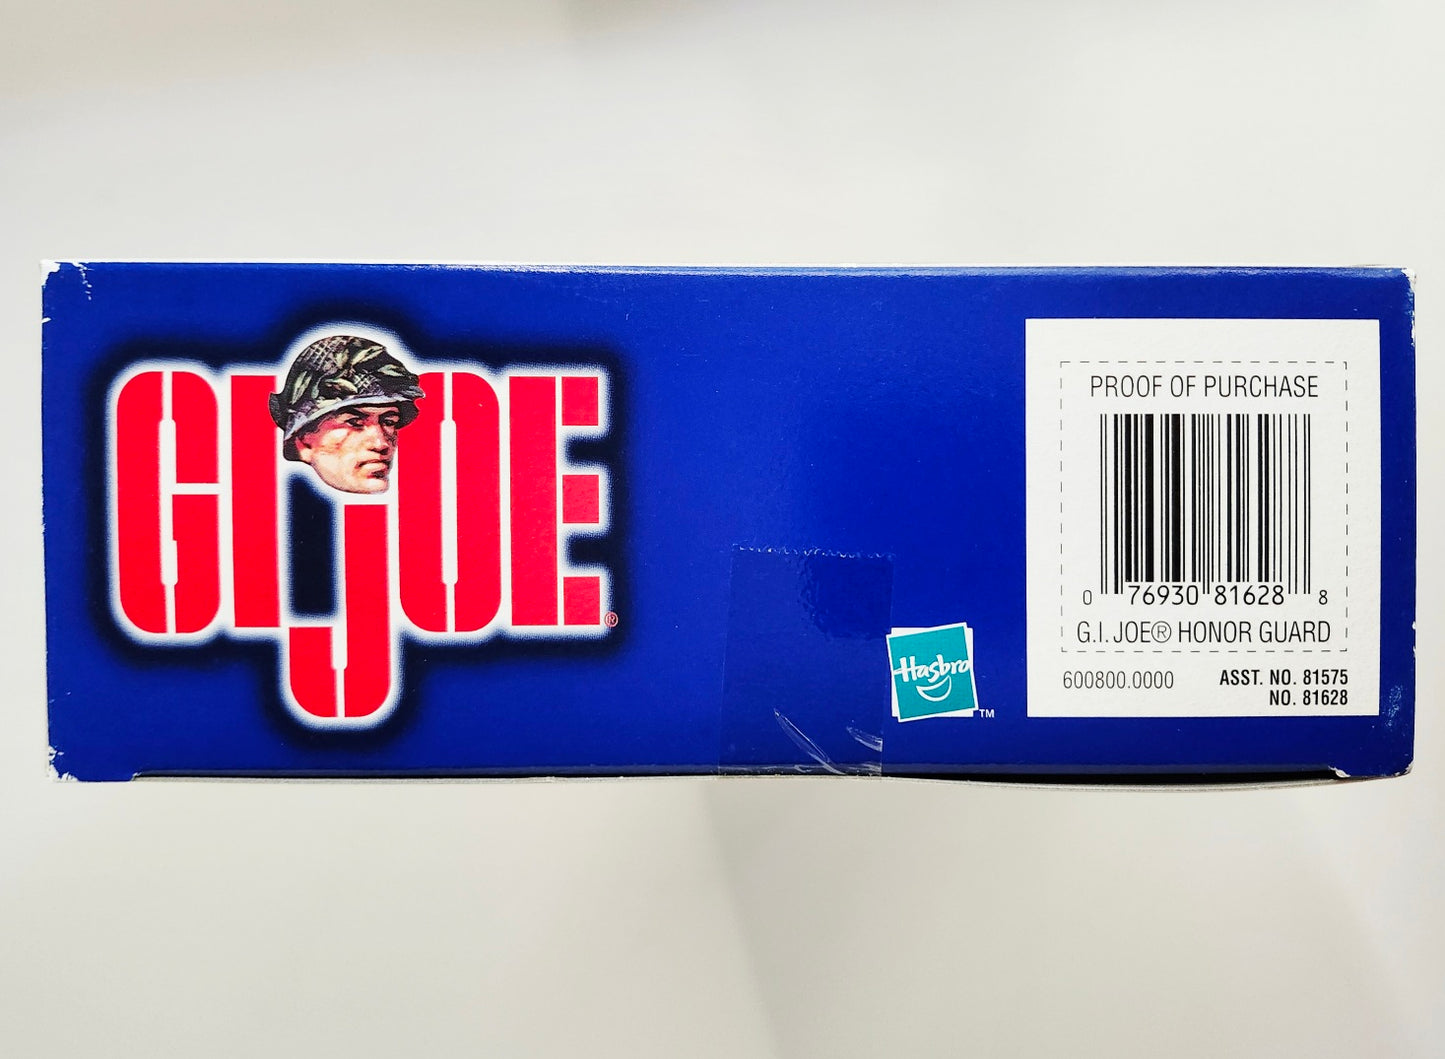 GI JOE®
Hasbro
TM
PROOF OF PURCHASE
0 76930 81628 8
G.I. JOE® HONOR GUARD
600800.0000 ASST. NO. 81575
NO. 81628